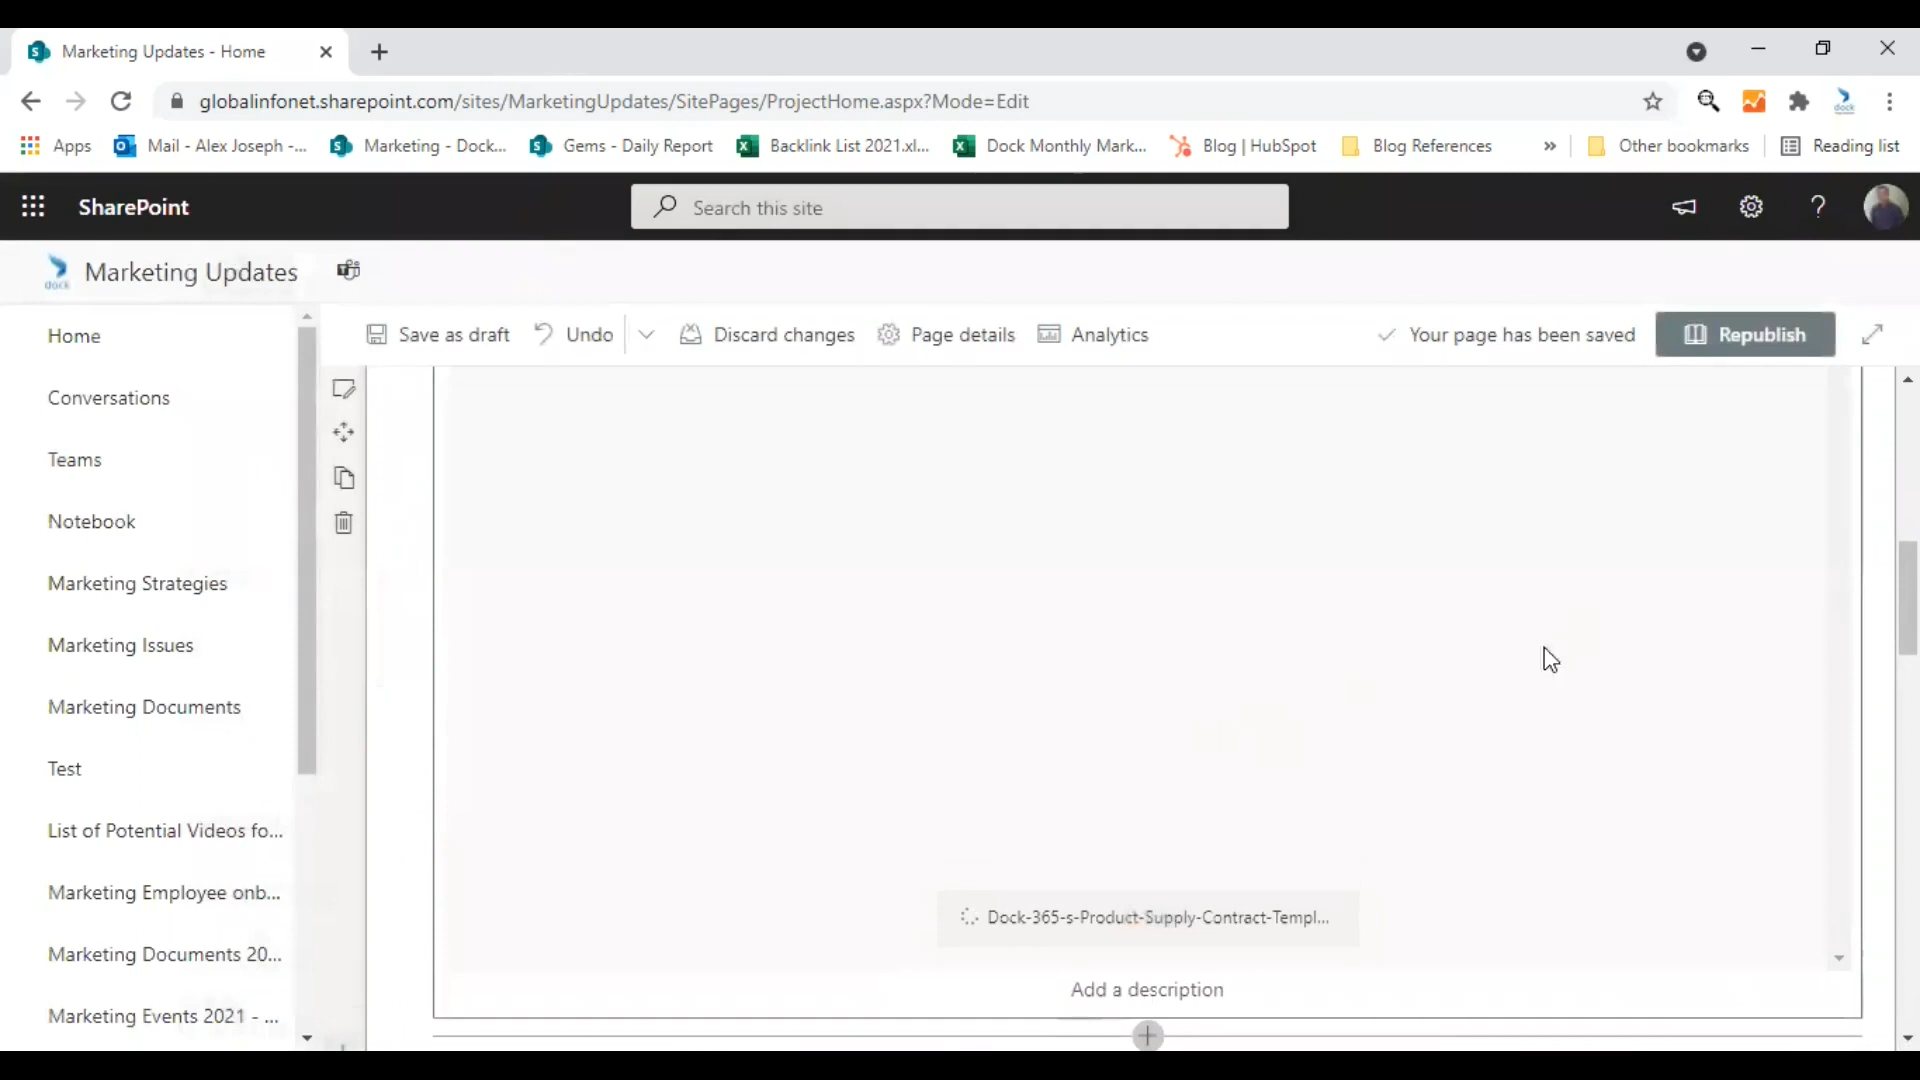 Marketing Updates - Home
globalinfonet.sharepoint.com/sites/MarketingUpdates/SitePages/ProjectHome.aspx?Mode=Edit
dock
Apps
Mail - Alex Joseph -...
Marketing - Dock...
Gems - Daily Report
Backlink List 2021.xl...
Dock Monthly Mark...
Blog | HubSpot
Blog References
»
Other bookmarks
Reading list
SharePoint
Search this site
dock
Marketing Updates
Save as draft
Undo
Discard changes
Page details
Analytics
Your page has been saved
Republish
Home
Conversations
Teams
Notebook
Marketing Strategies
Marketing Issues
Marketing Documents
Test
List of Potential Videos fo...
Marketing Employee onb...
Marketing Documents 20...
Marketing Events 2021 - ...
Dock-365-s-Product-Supply-Contract-Templ...
Add a description